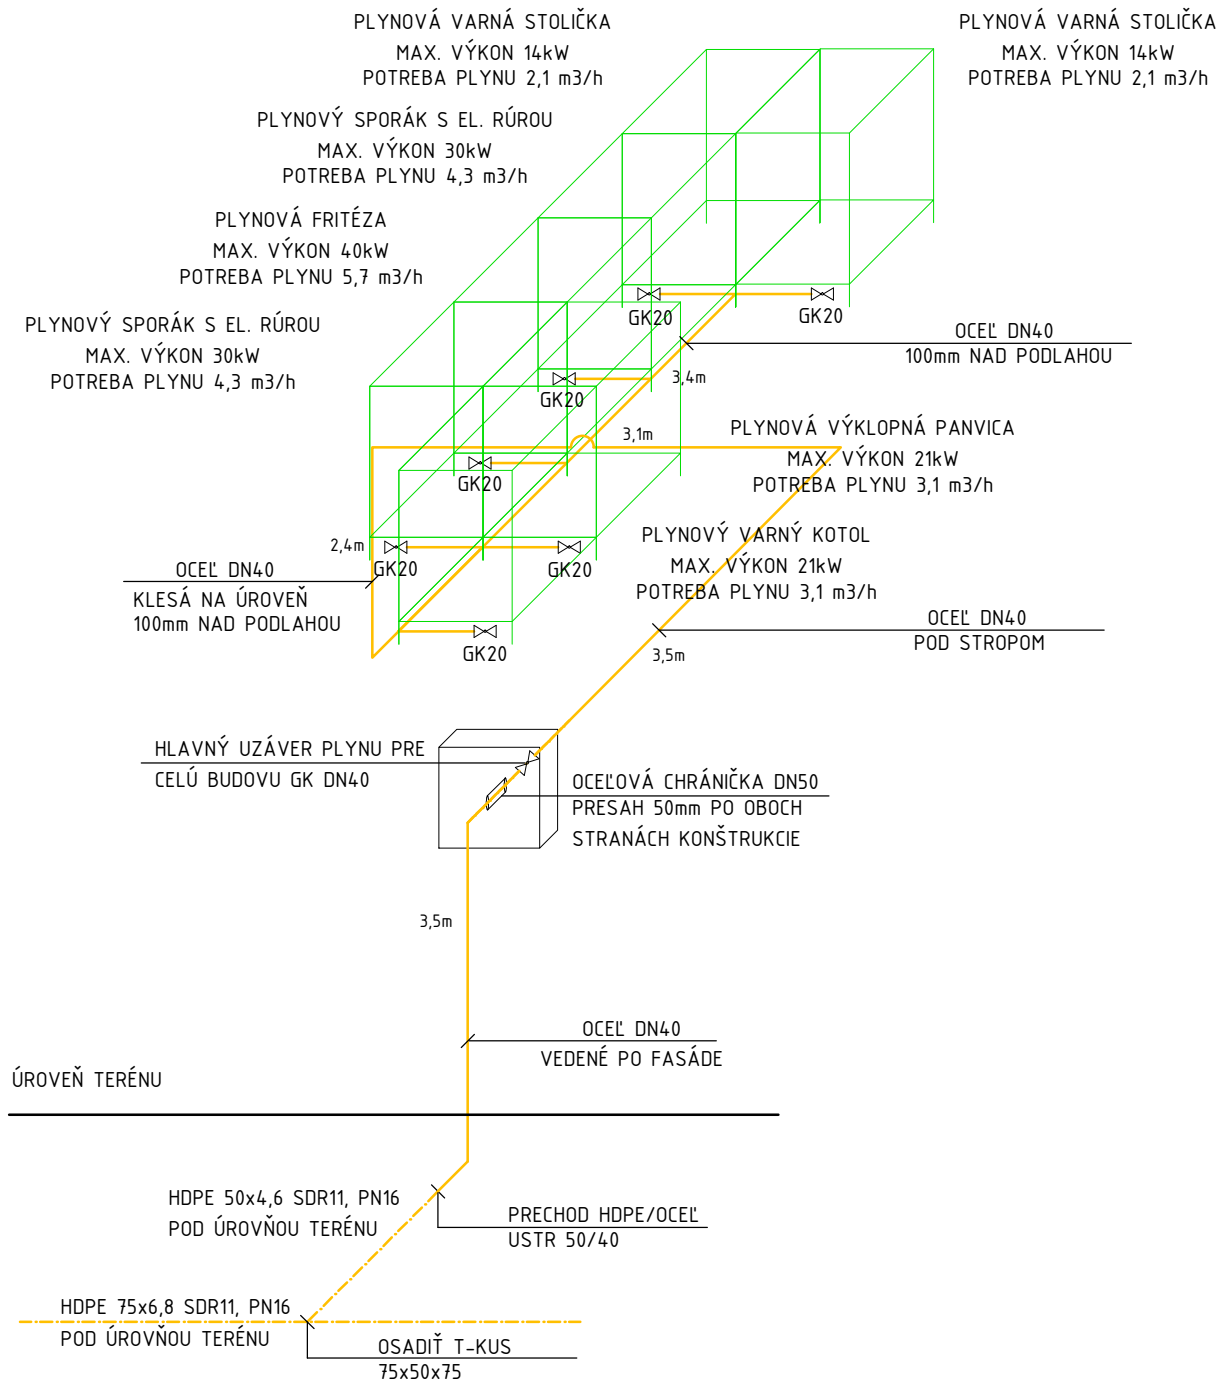 PLYNOVÁ VARNÁ STOLIČKA
MAX. VÝKON 14kW
POTREBA PLYNU 2,1 m3/h
PLYNOVÁ VARNÁ STOLIČKA
MAX. VÝKON 14kW
POTREBA PLYNU 2,1 m3/h
PLYNOVÝ SPORÁK S EL. RÚROU
MAX. VÝKON 30kW
POTREBA PLYNU 4,3 m3/h
PLYNOVÁ FRITÉZA
MAX. VÝKON 40kW
POTREBA PLYNU 5,7 m3/h
PLYNOVÝ SPORÁK S EL. RÚROU
MAX. VÝKON 30kW
POTREBA PLYNU 4,3 m3/h
GK20
GK20
OCEĽ DN40
100mm NAD PODLAHOU
3,4m
GK20
3,1m
PLYNOVÁ VÝKLOPNÁ PANVICA
MAX. VÝKON 21kW
POTREBA PLYNU 3,1 m3/h
GK20
PLYNOVÝ VARNÝ KOTOL
MAX. VÝKON 21kW
POTREBA PLYNU 3,1 m3/h
2,4m
GK20
GK20
OCEĽ DN40
KLESÁ NA ÚROVEŇ
100mm NAD PODLAHOU
GK20
OCEĽ DN40
POD STROPOM
3,5m
HLAVNÝ UZÁVER PLYNU PRE
CELÚ BUDOVU GK DN40
OCEĽOVÁ CHRÁNIČKA DN50
PRESAH 50mm PO OBOCH
STRANÁCH KONŠTRUKCIE
3,5m
OCEĽ DN40
VEDENÉ PO FASÁDE
ÚROVEŇ TERÉNU
HDPE 50x4,6 SDR11, PN16
POD ÚROVŇOU TERÉNU
PRECHOD HDPE/OCEĽ
USTR 50/40
HDPE 75x6,8 SDR11, PN16
POD ÚROVŇOU TERÉNU
OSADIŤ T-KUS
75x50x75